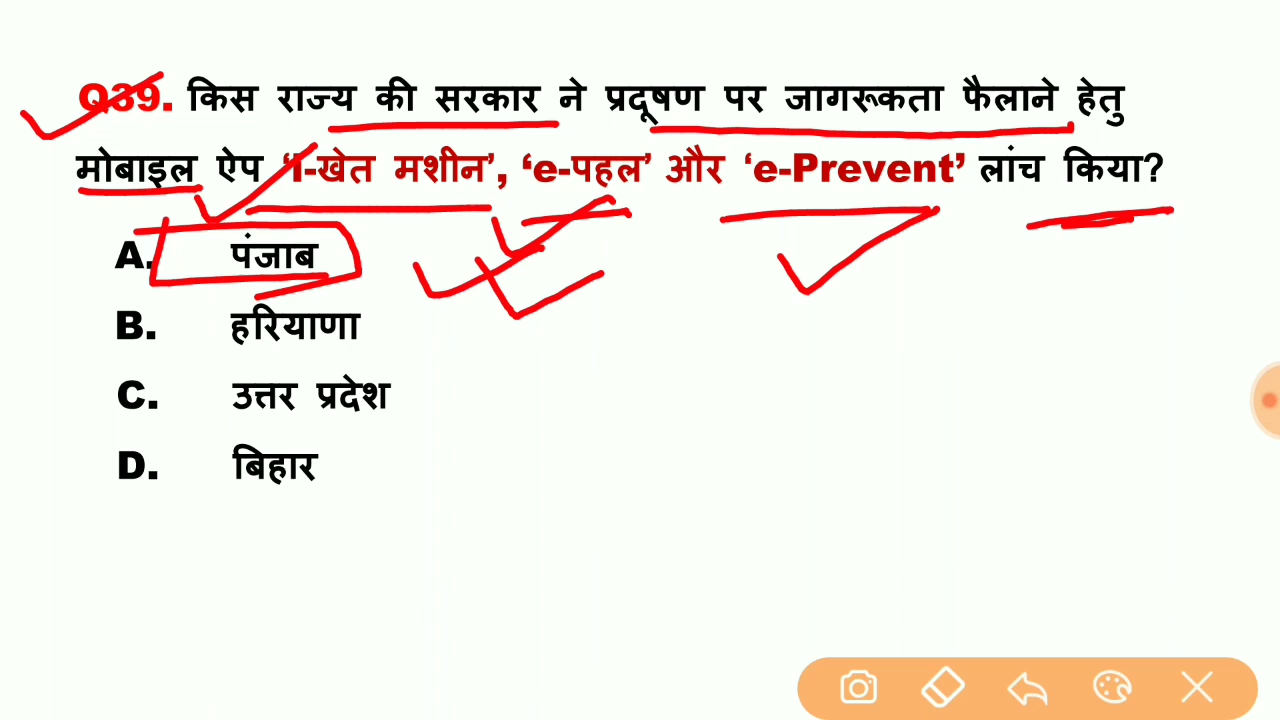 Q39. किस राज्य की सरकार ने प्रदूषण पर जागरूकता फैलाने हेतु
मोबाइल ऐप ‘I-खेत मशीन’, ‘e-पहल’ और ‘e-Prevent’ लांच किया?
A. पंजाब
B. हरियाणा
C. उत्तर प्रदेश
D. बिहार